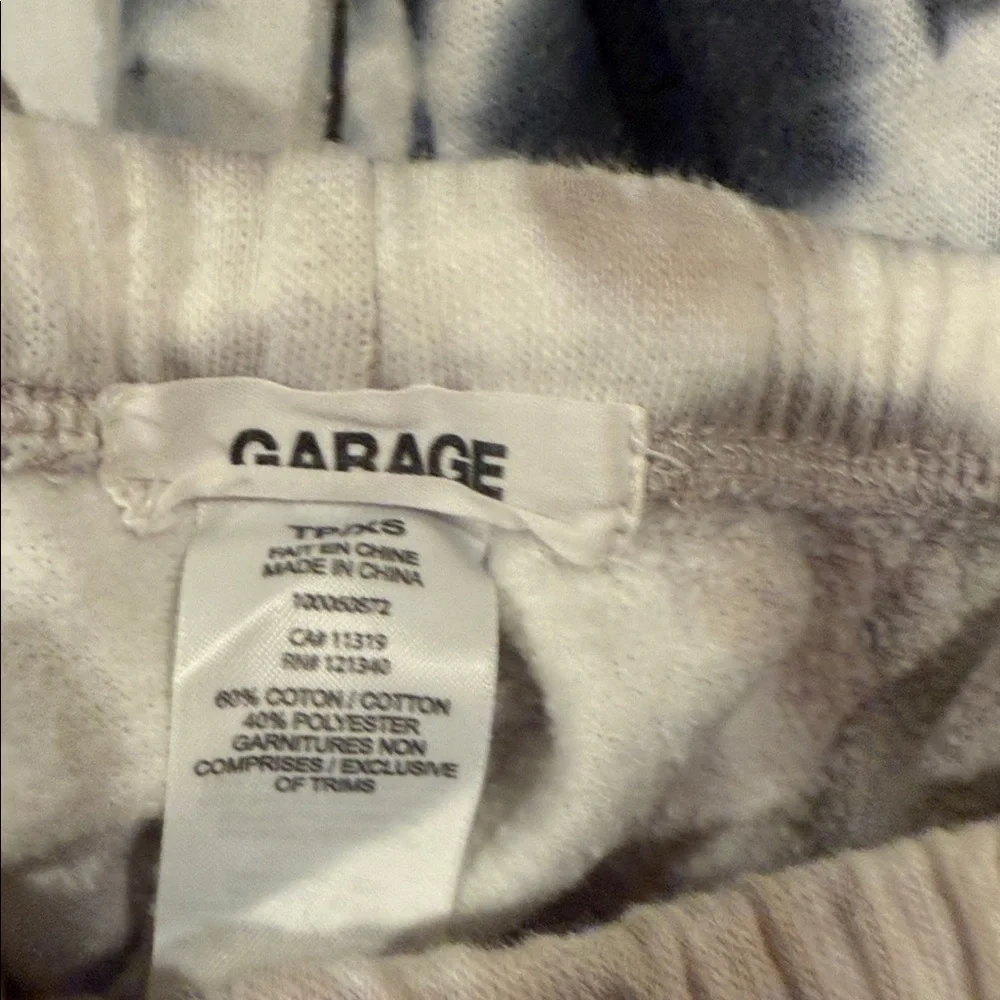 GARAGE
TP/XS
FAIT EN CHINE
MADE IN CHINA
100060872
CA# 11319
RN# 121340
60% COTON / COTTON
40% POLYESTER
GARNITURES NON
COMPRISES / EXCLUSIVE
OF TRIMS